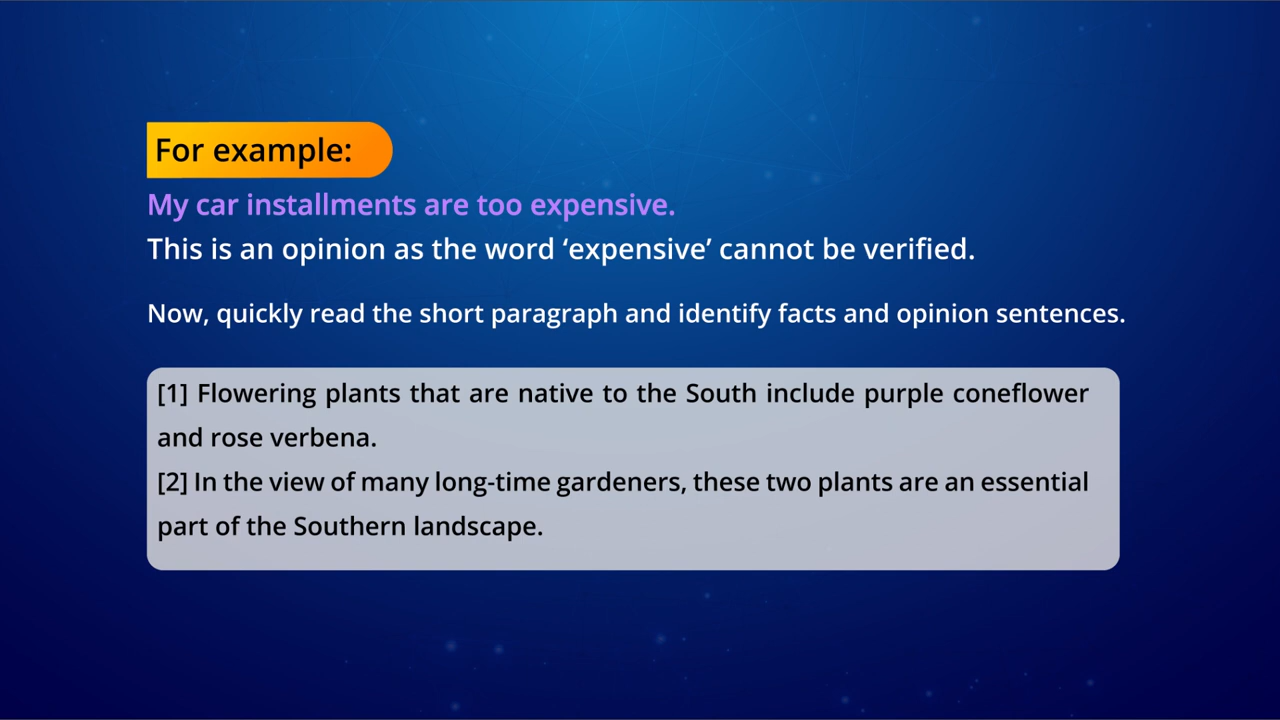 For example:
My car installments are too expensive.
This is an opinion as the word ‘expensive’ cannot be verified.
Now, quickly read the short paragraph and identify facts and opinion sentences.
[1] Flowering plants that are native to the South include purple coneflower
and rose verbena.
[2] In the view of many long-time gardeners, these two plants are an essential
part of the Southern landscape.